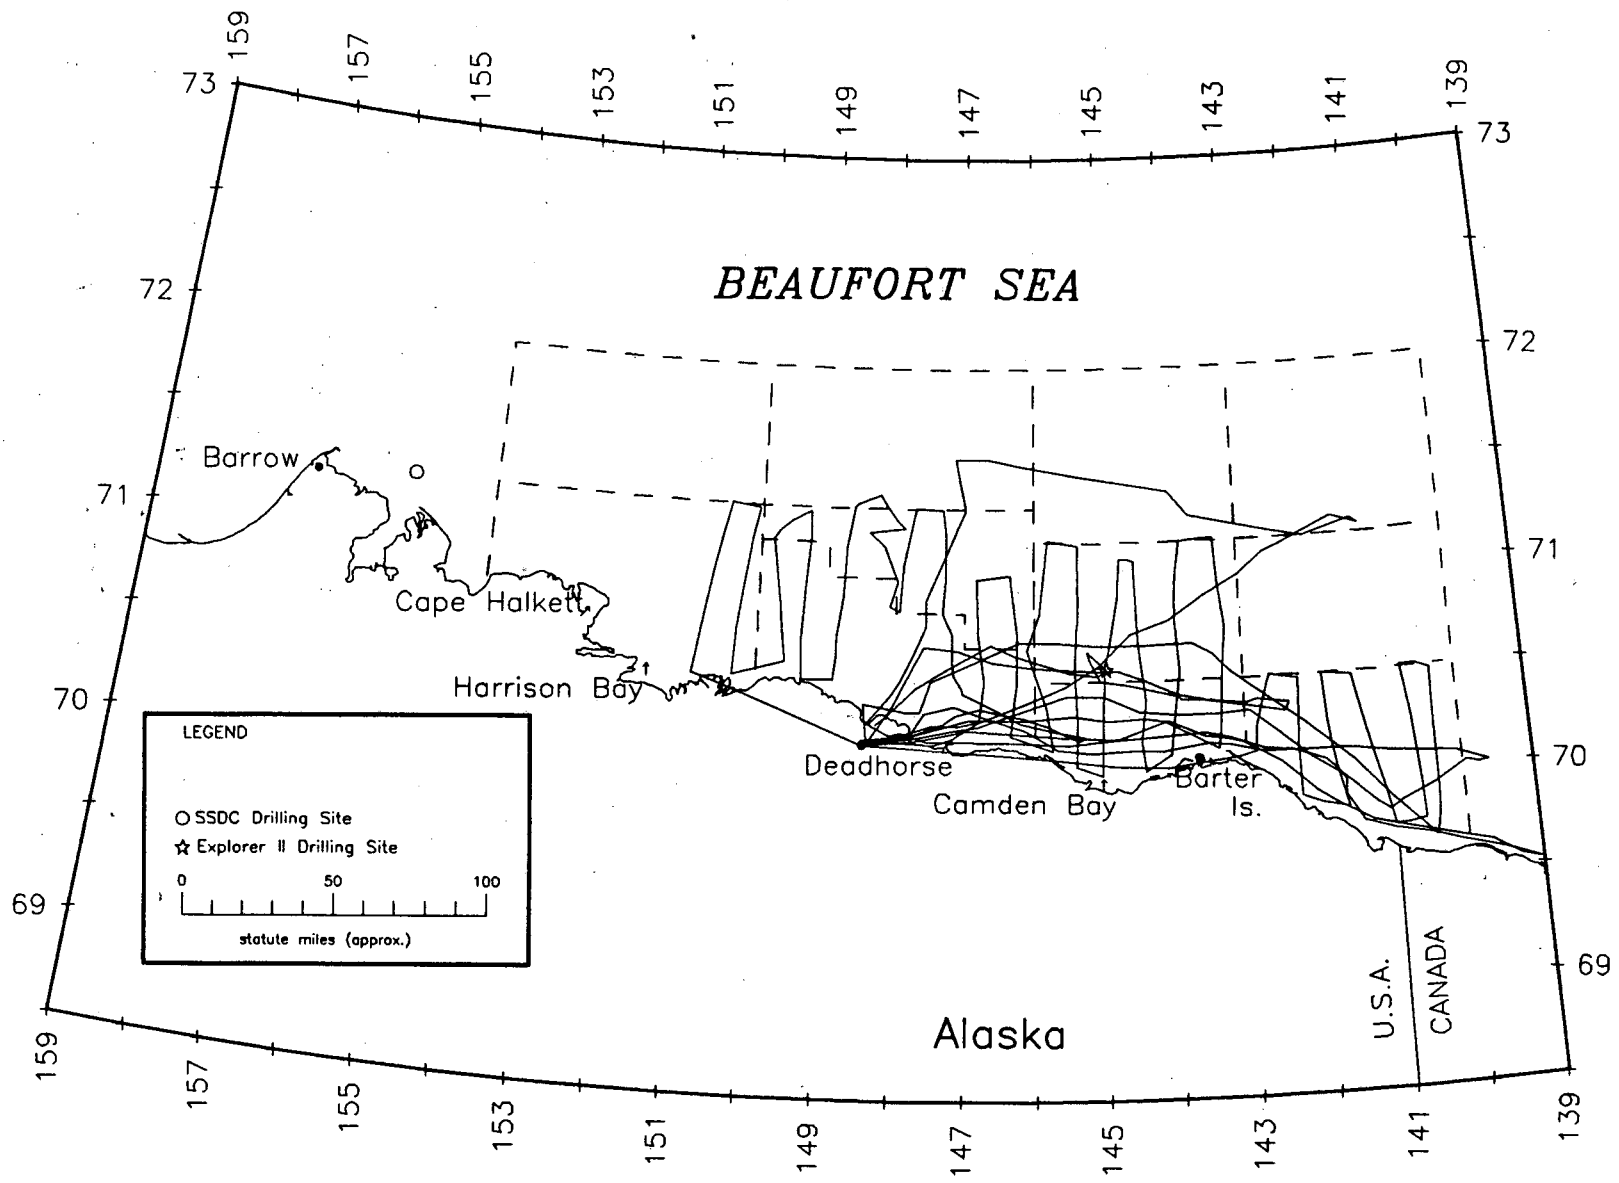 159
157
155
153
151
149
147
145
143
141
139
73
73
BEAUFORT SEA
72
72
Barrow
71
71
Cape Halkett
Harrison Bay
70
70
Deadhorse
Camden Bay
Barter
Is.
LEGEND
SSDC Drilling Site
Explorer II Drilling Site
0 50 100
statute miles (approx.)
69
69
U.S.A.
CANADA
Alaska
159
157
155
153
151
149
147
145
143
141
139